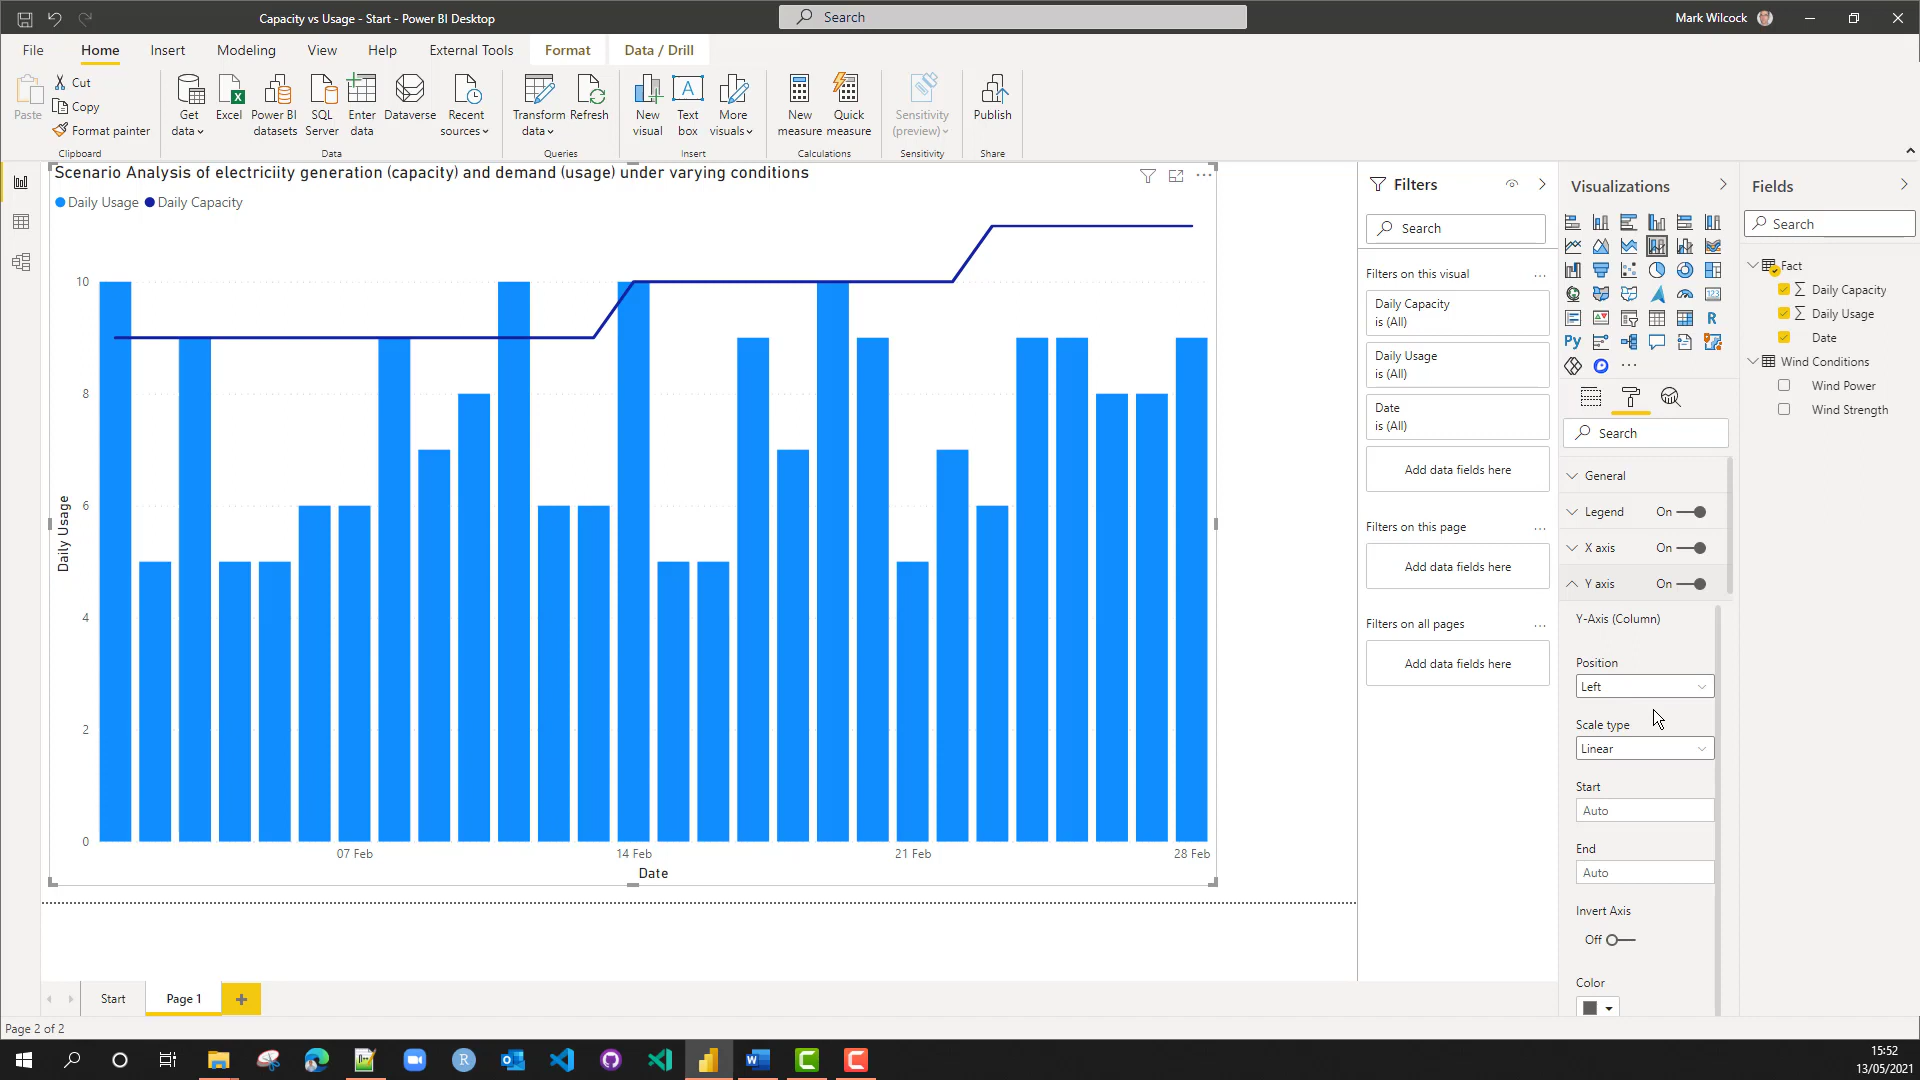 Capacity vs Usage - Start - Power BI Desktop
Search
Mark Wilcock
File
Home
Insert
Modeling
View
Help
External Tools
Format
Data / Drill
Paste
Cut
Copy
Format painter
Clipboard
Get data
Excel
Power BI datasets
SQL Server
Enter data
Dataverse
Recent sources
Data
Transform data
Refresh
Queries
New visual
Text box
More visuals
Insert
New measure
Quick measure
Calculations
Sensitivity (preview)
Sensitivity
Publish
Share
Scenario Analysis of electriciity generation (capacity) and demand (usage) under varying conditions
Daily Usage
Daily Capacity
10
8
6
4
2
0
Daily Usage
07 Feb
14 Feb
21 Feb
28 Feb
Date
Filters
Search
Filters on this visual
Daily Capacity
is (All)
Daily Usage
is (All)
Date
is (All)
Add data fields here
Filters on this page
Add data fields here
Filters on all pages
Add data fields here
Visualizations
R
Py
Search
General
Legend On
X axis On
Y axis On
Y-Axis (Column)
Position
Left
Scale type
Linear
Start
Auto
End
Auto
Invert Axis
Off
Color
Fields
Search
Fact
Daily Capacity
Daily Usage
Date
Wind Conditions
Wind Power
Wind Strength
Start
Page 1
Page 2 of 2
15:52
13/05/2021